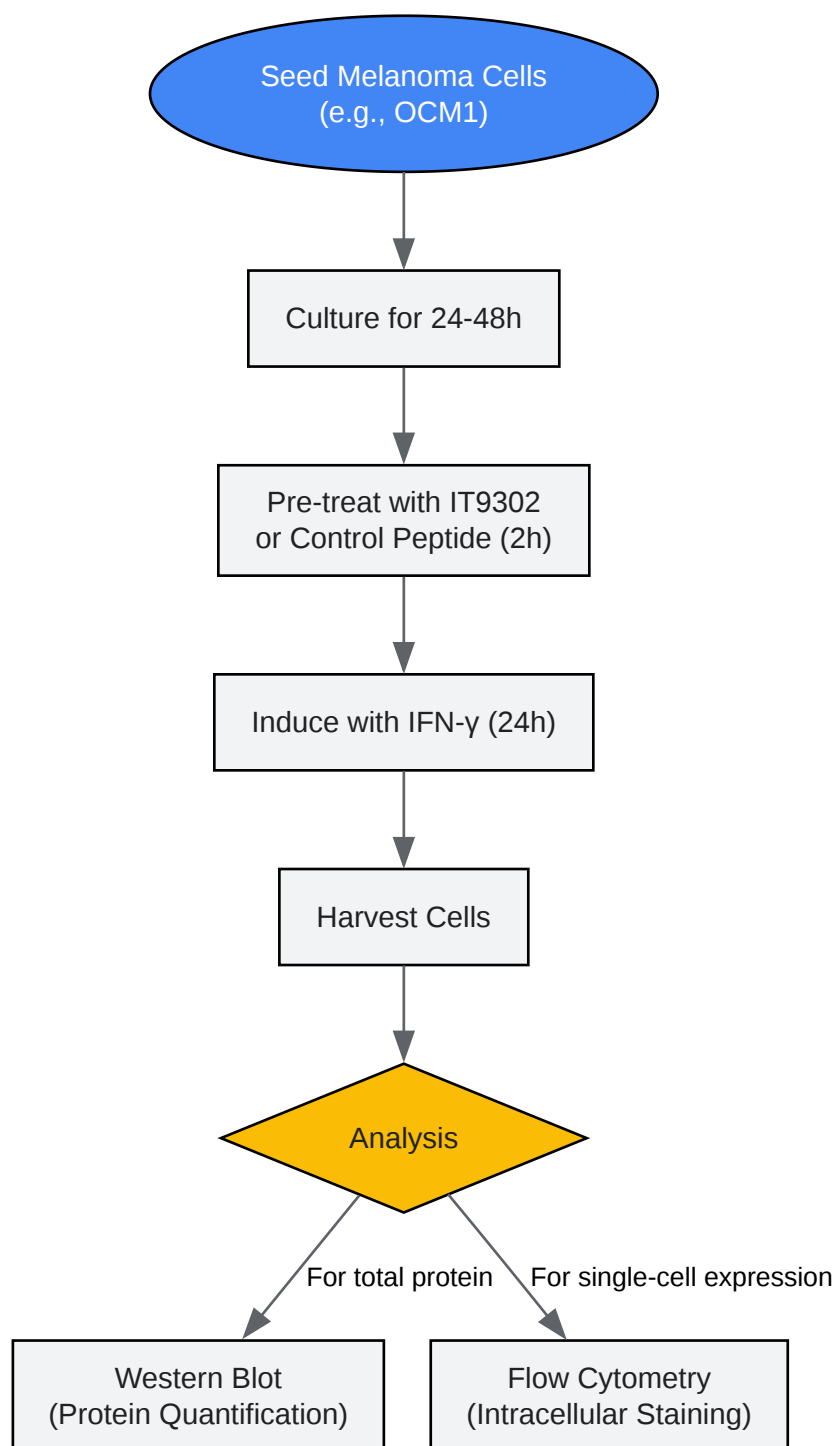 Seed Melanoma Cells
(e.g., OCM1)
Culture for 24-48h
Pre-treat with IT9302
or Control Peptide (2h)
Induce with IFN-γ (24h)
Harvest Cells
Analysis
For total protein
For single-cell expression
Western Blot
(Protein Quantification)
Flow Cytometry
(Intracellular Staining)